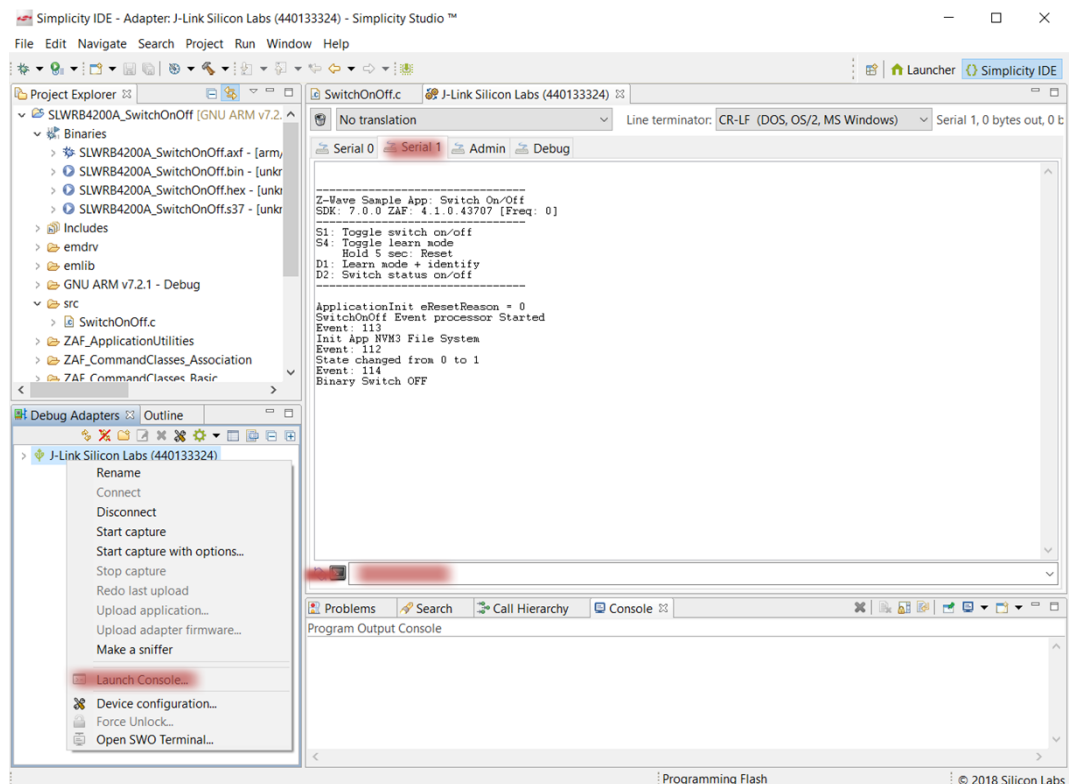 Simplicity IDE - Adapter: J-Link Silicon Labs (440133324) - Simplicity Studio ™
File Edit Navigate Search Project Run Window Help
Launcher {} Simplicity IDE
Project Explorer
SLWRB4200A_SwitchOnOff [GNU ARM v7.2.
Binaries
SLWRB4200A_SwitchOnOff.axf - [arm/
SLWRB4200A_SwitchOnOff.bin - [unkr
SLWRB4200A_SwitchOnOff.hex - [unkr
SLWRB4200A_SwitchOnOff.s37 - [unkr
Includes
emdrv
emlib
GNU ARM v7.2.1 - Debug
src
SwitchOnOff.c
ZAF_ApplicationUtilities
ZAF_CommandClasses_Association
ZAF_CommandClasses_Basic
Debug Adapters Outline
J-Link Silicon Labs (440133324)
Rename
Connect
Disconnect
Start capture
Start capture with options...
Stop capture
Redo last upload
Upload application...
Upload adapter firmware...
Make a sniffer
Launch Console...
Device configuration...
Force Unlock...
Open SWO Terminal...
SwitchOnOff.c J-Link Silicon Labs (440133324)
No translation Line terminator: CR-LF (DOS, OS/2, MS Windows) Serial 1, 0 bytes out, 0 b
Serial 0 Serial 1 Admin Debug
--------------------------------
Z-Wave Sample App: Switch On/Off
SDK: 7.0.0 ZAF: 4.1.0.43707 [Freq: 0]
--------------------------------
S1: Toggle switch on/off
S4: Toggle learn mode
Hold 5 sec: Reset
D1: Learn mode + identify
D2: Switch status on/off
--------------------------------
ApplicationInit eResetReason = 0
SwitchOnOff Event processor Started
Event: 113
Init App NVM3 File System
Event: 112
State changed from 0 to 1
Event: 114
Binary Switch OFF
Problems Search Call Hierarchy Console
Program Output Console
Programming Flash © 2018 Silicon Labs